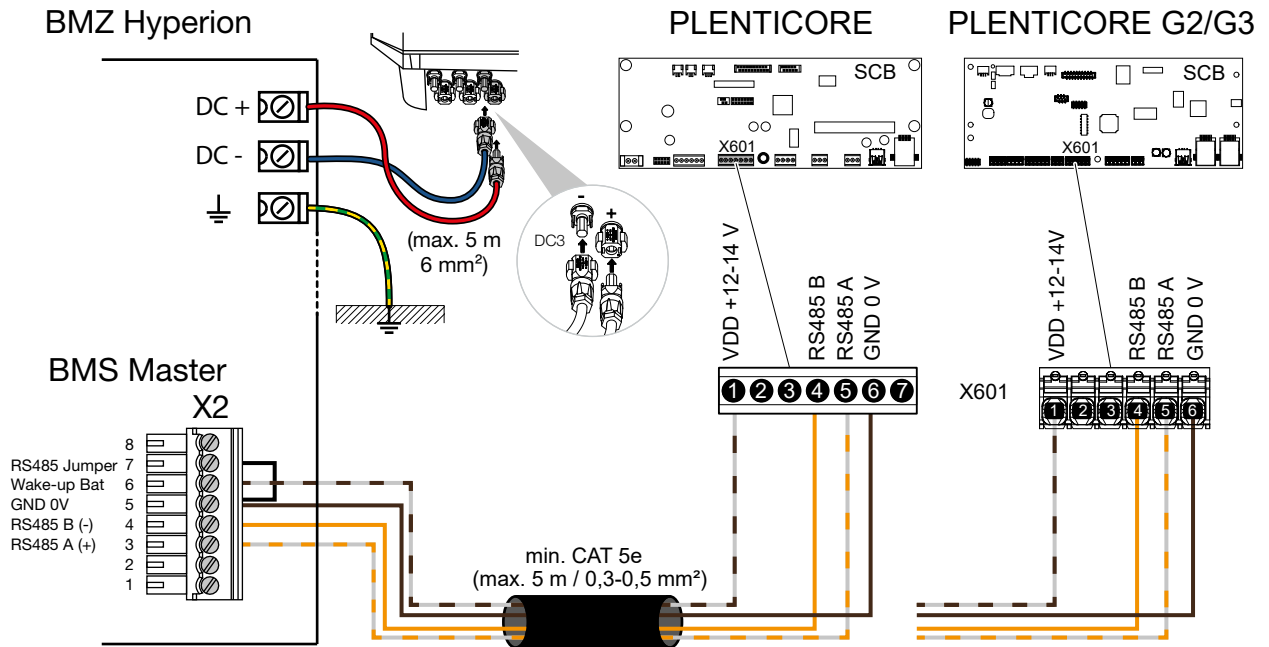 BMZ Hyperion
PLENTICORE
PLENTICORE G2/G3
DC +
DC -
(max. 5 m
6 mm²)
DC3
-
+
SCB
X601
SCB
X601
VDD +12-14 V
RS485 B
RS485 A
GND 0 V
VDD +12-14V
RS485 B
RS485 A
GND 0 V
1 2 3 4 5 6 7
X601
1 2 3 4 5 6
BMS Master
X2
8
RS485 Jumper 7
Wake-up Bat 6
GND 0V 5
RS485 B (-) 4
RS485 A (+) 3
2
1
min. CAT 5e
(max. 5 m / 0,3-0,5 mm²)